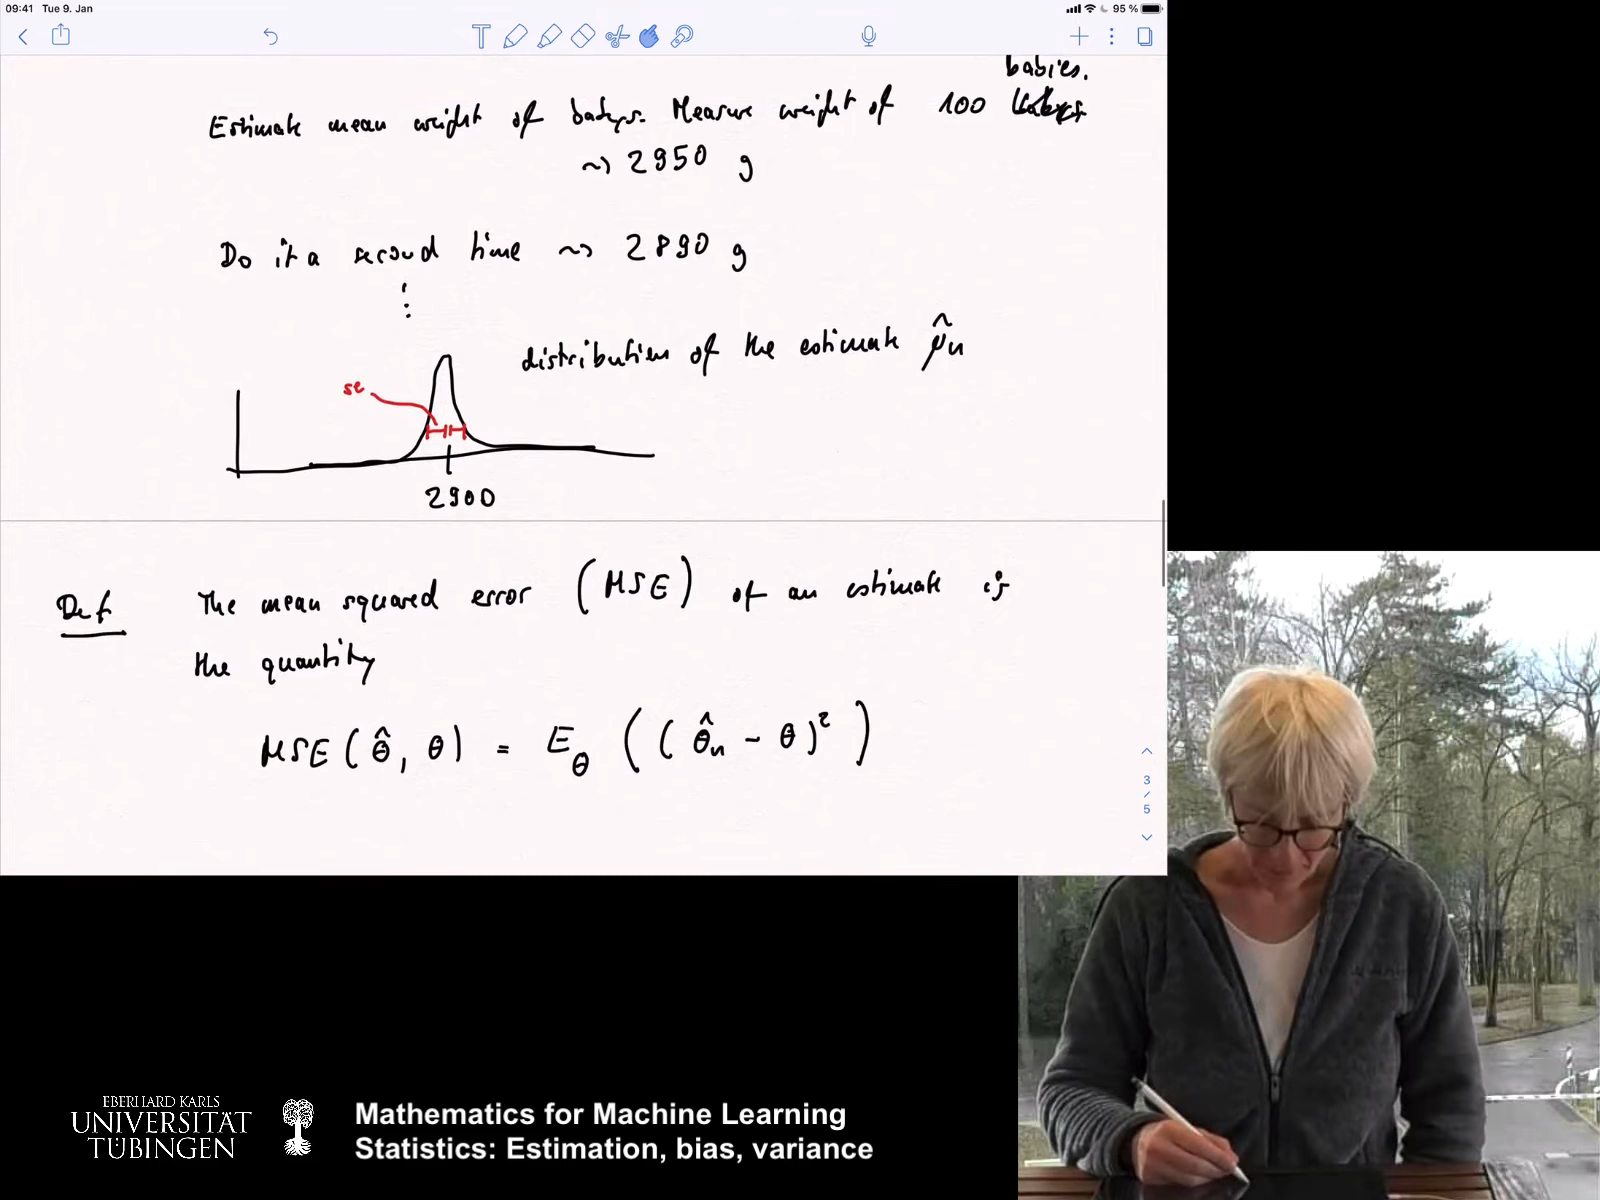 09:41 Tue 9. Jan
95 %
babies.
Estimate mean weight of babys. Measure weight of 100
~> 2950 g
Do it a second time ~> 2890 g
⋮
distribution of the estimate μ̂n
se
2900
Def The mean squared error (MSE) of an estimate is
the quantity
MSE(θ̂, θ) = Eθ ((θ̂n - θ)²)
3
/
5
EBERHARD KARLS
UNIVERSITÄT
TÜBINGEN
Mathematics for Machine Learning
Statistics: Estimation, bias, variance